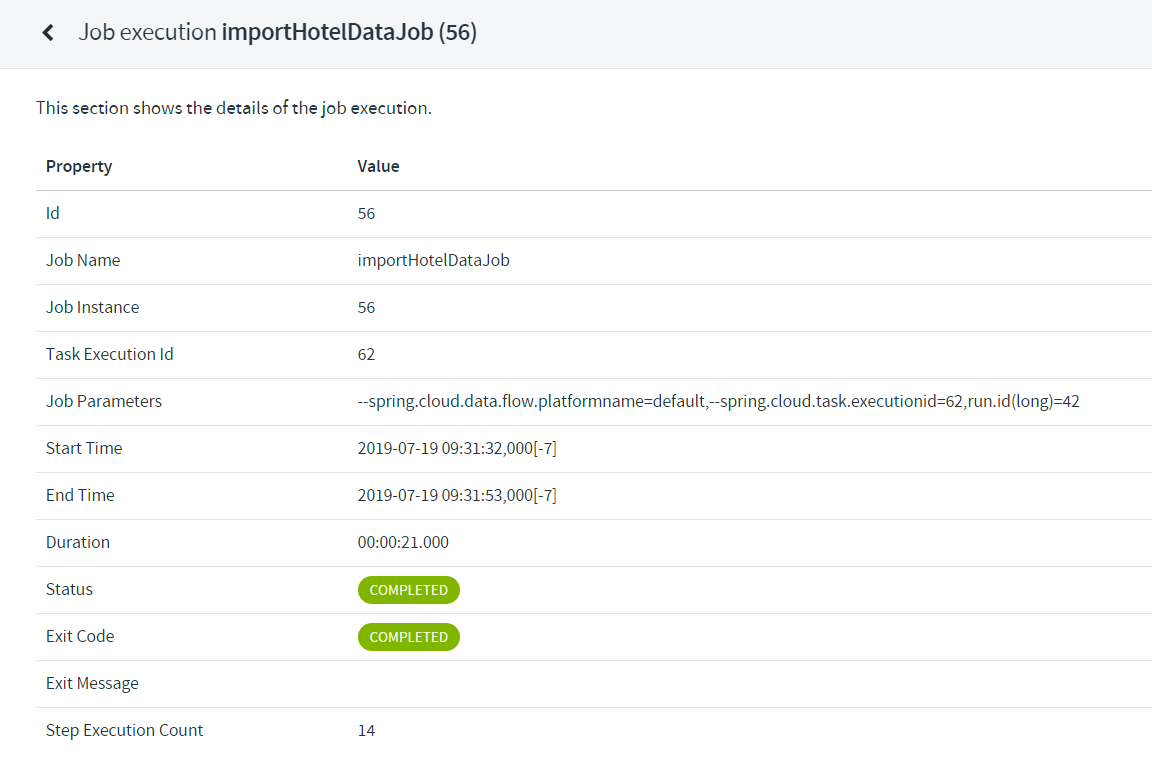 Job execution importHotelDataJob (56)
This section shows the details of the job execution.
Property Value
Id 56
Job Name importHotelDataJob
Job Instance 56
Task Execution Id 62
Job Parameters --spring.cloud.data.flow.platformname=default,--spring.cloud.task.executionid=62,run.id(long)=42
Start Time 2019-07-19 09:31:32,000[-7]
End Time 2019-07-19 09:31:53,000[-7]
Duration 00:00:21.000
Status COMPLETED
Exit Code COMPLETED
Exit Message
Step Execution Count 14